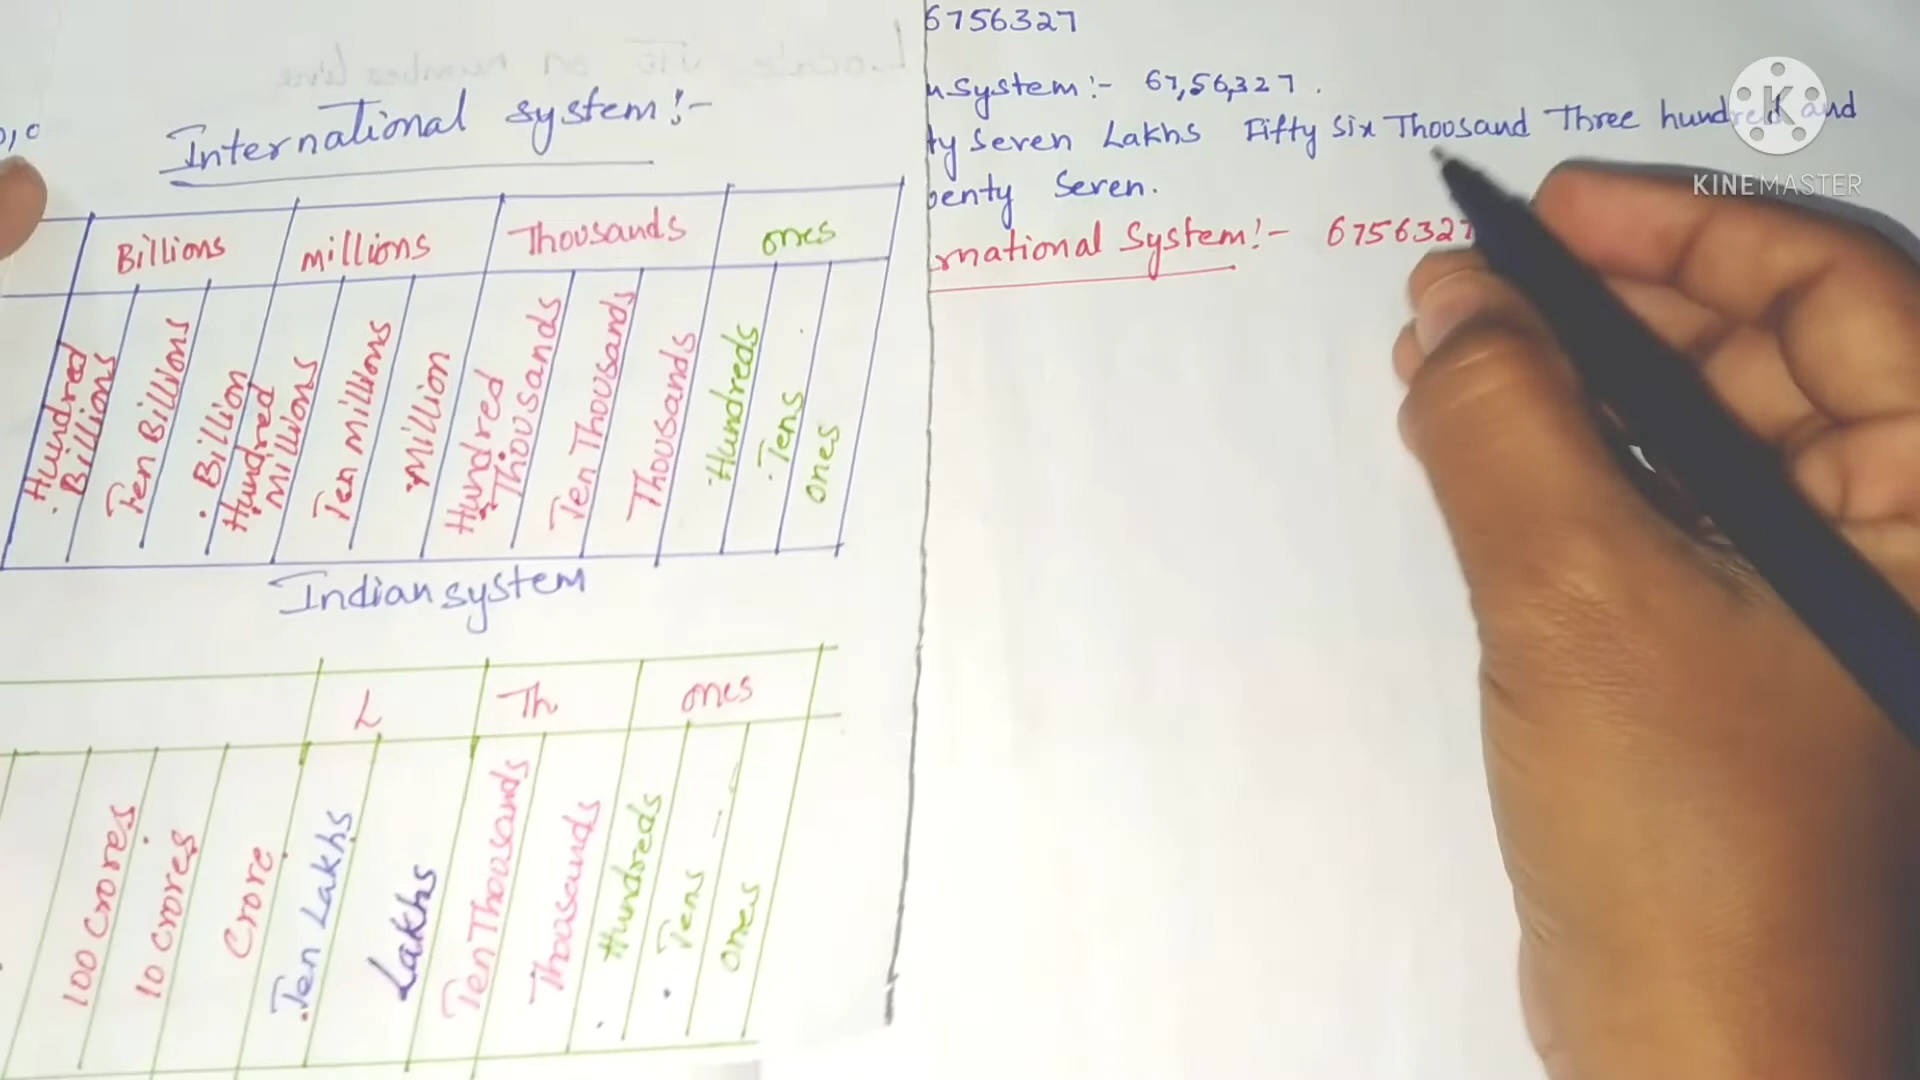 International system:-
Billions millions Thousands ones
Hundred Billions
Ten Billions
Billion
Hundred Millions
Ten Millions
Million
Hundred Thousands
Ten Thousands
Thousands
Hundreds
Tens
ones
Indian system
L Th ones
100 Crores
10 crores
Crore
Ten Lakhs
Lakhs
Ten Thousands
Thousands
Hundreds
Tens
ones
6756327
System:- 67,56,327.
ty Seven Lakhs Fifty Six Thousand Three hundred and
enty Seven.
rnational System:- 6756327
KINEMASTER